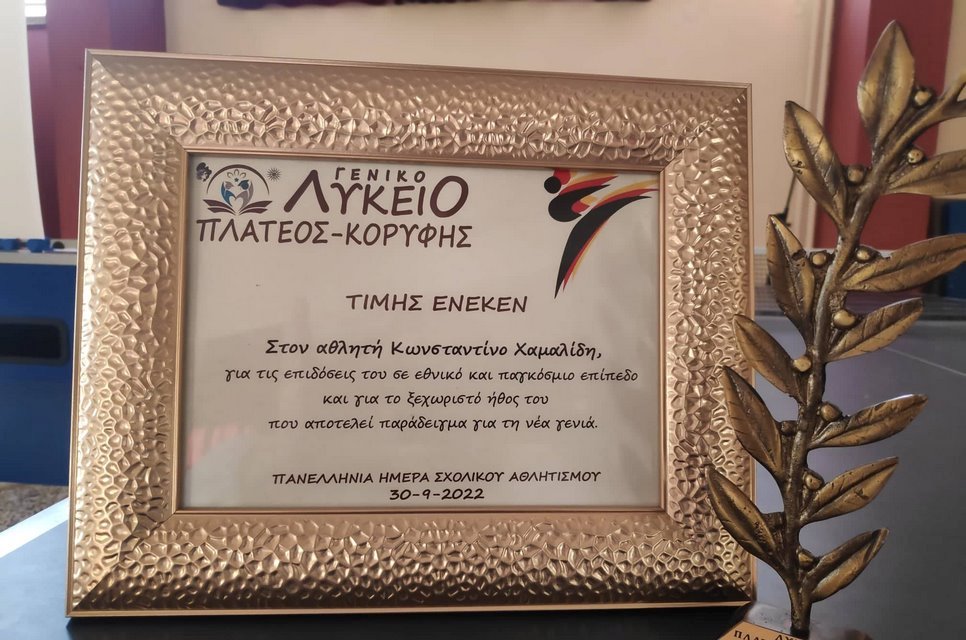 ΓΕΝΙΚΟ
ΛΥΚΕΙΟ
ΠΛΑΤΕΟΣ-ΚΟΡΥΦΗΣ
ΤΙΜΗΣ ΕΝΕΚΕΝ
Στον αθλητή Κωνσταντίνο Χαμαλίδη,
για τις επιδόσεις του σε εθνικό και παγκόσμιο επίπεδο
και για το ξεχωριστό ήθος του
που αποτελεί παράδειγμα για τη νέα γενιά.
ΠΑΝΕΛΛΗΝΙΑ ΗΜΕΡΑ ΣΧΟΛΙΚΟΥ ΑΘΛΗΤΙΣΜΟΥ
30-9-2022